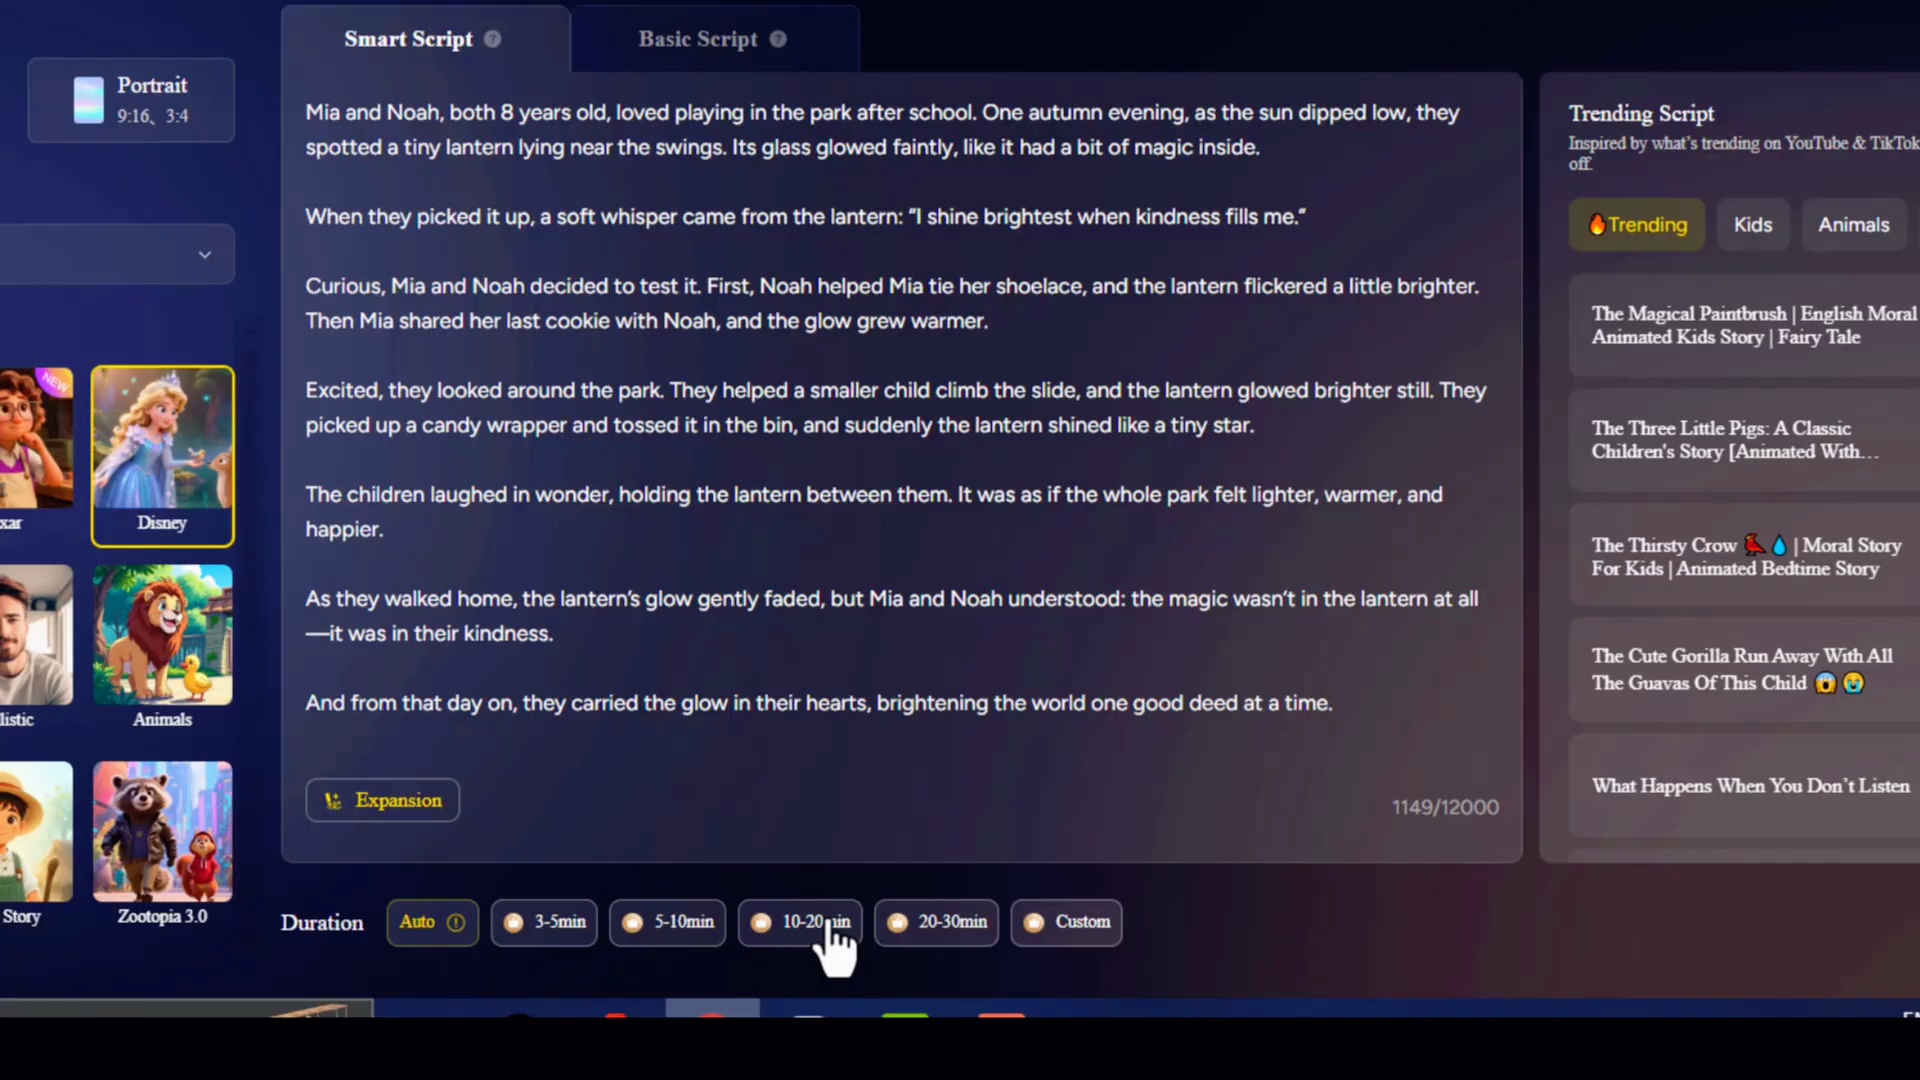 Smart Script
Basic Script
Portrait
9:16、3:4
Mia and Noah, both 8 years old, loved playing in the park after school. One autumn evening, as the sun dipped low, they
spotted a tiny lantern lying near the swings. Its glass glowed faintly, like it had a bit of magic inside.
When they picked it up, a soft whisper came from the lantern: “I shine brightest when kindness fills me.”
Curious, Mia and Noah decided to test it. First, Noah helped Mia tie her shoelace, and the lantern flickered a little brighter.
Then Mia shared her last cookie with Noah, and the glow grew warmer.
Excited, they looked around the park. They helped a smaller child climb the slide, and the lantern glowed brighter still. They
picked up a candy wrapper and tossed it in the bin, and suddenly the lantern shined like a tiny star.
The children laughed in wonder, holding the lantern between them. It was as if the whole park felt lighter, warmer, and
happier.
As they walked home, the lantern’s glow gently faded, but Mia and Noah understood: the magic wasn’t in the lantern at all
—it was in their kindness.
And from that day on, they carried the glow in their hearts, brightening the world one good deed at a time.
Expansion
1149/12000
NEW
xar
Disney
listic
Animals
Story
Zootopia 3.0
Duration
Auto
3-5min
5-10min
10-20min
20-30min
Custom
Trending Script
Inspired by what’s trending on YouTube & TikTok
off.
🔥Trending
Kids
Animals
The Magical Paintbrush | English Moral
Animated Kids Story | Fairy Tale
The Three Little Pigs: A Classic
Children's Story [Animated With...
The Thirsty Crow 🐦‍🔥💧 | Moral Story
For Kids | Animated Bedtime Story
The Cute Gorilla Run Away With All
The Guavas Of This Child 😱 😭
What Happens When You Don’t Listen